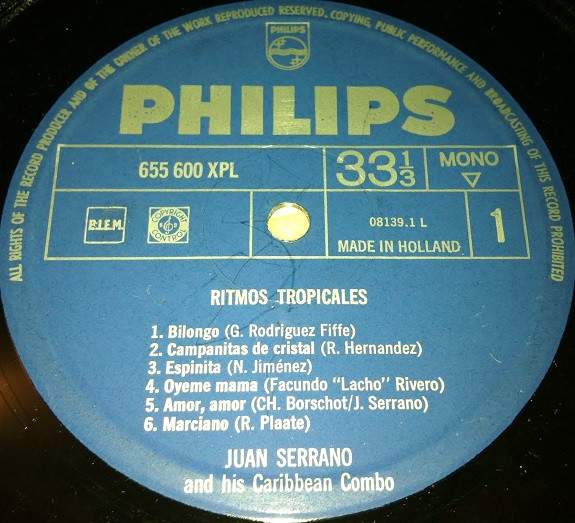 ALL RIGHTS OF THE RECORD PRODUCER AND OF THE OWNER OF THE WORK REPRODUCED RESERVED. COPYING, PUBLIC PERFORMANCE AND BROADCASTING OF THIS RECORD PROHIBITED
PHILIPS
PHILIPS
655 600 XPL
33 1/3
MONO
B.I.E.M.
COPYRIGHT
CONTROL
08139.1 L
MADE IN HOLLAND
1
RITMOS TROPICALES
1. Bilongo (G. Rodriguez Fiffe)
2. Campanitas de cristal (R. Hernandez)
3. Espinita (N. Jiménez)
4. Oyeme mama (Facundo "Lacho" Rivero)
5. Amor, amor (CH. Borschot/J. Serrano)
6. Marciano (R. Plaate)
JUAN SERRANO
and his Caribbean Combo